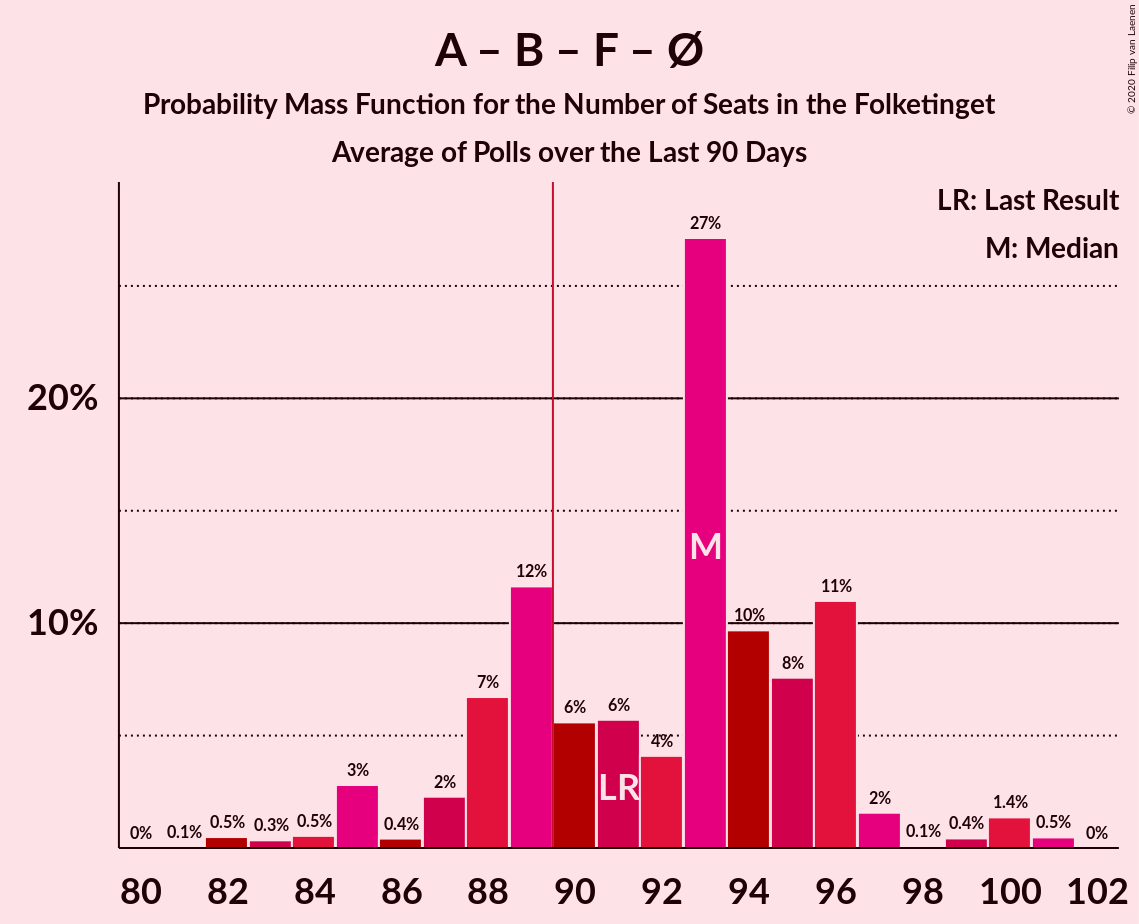 A – B – F – Ø
Probability Mass Function for the Number of Seats in the Folketinget
Average of Polls over the Last 90 Days
© 2020 Filip van Laenen
LR: Last Result
M: Median
27%
20%
12%
11%
10%
10%
8%
7%
6%
6%
4%
3%
2%
2%
1.4%
0%
0.1%
0.5%
0.3%
0.5%
0.4%
0.1%
0.4%
0.5%
0%
M
LR
80 82 84 86 88 90 92 94 96 98 100 102